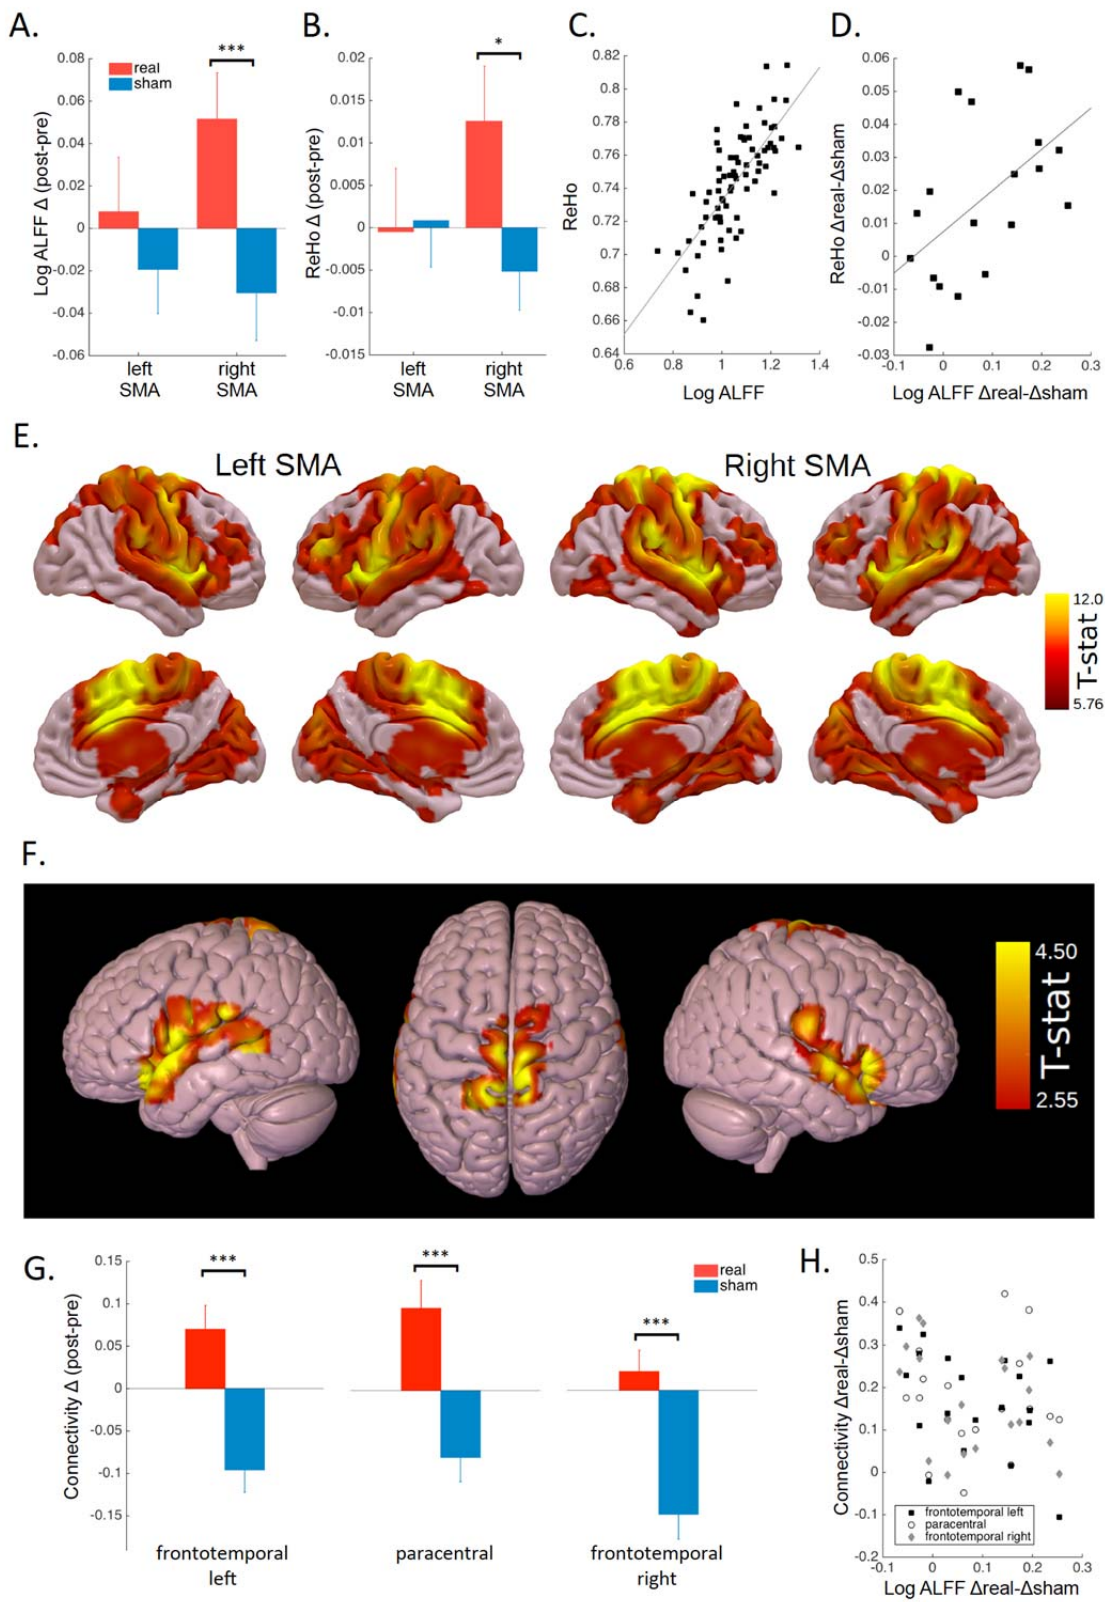 A.
B.
C.
D.
Log ALFF Δ (post-pre)
0.08
0.06
0.04
0.02
0
-0.02
-0.04
-0.06
real
sham
***
left
SMA
right
SMA
ReHo Δ (post-pre)
0.02
0.015
0.01
0.005
0
-0.005
-0.01
-0.015
*
left
SMA
right
SMA
ReHo
0.82
0.8
0.78
0.76
0.74
0.72
0.7
0.68
0.66
0.64
0.6
0.8
1
1.2
1.4
Log ALFF
ReHo Δreal-Δsham
0.06
0.05
0.04
0.03
0.02
0.01
0
-0.01
-0.02
-0.03
-0.1
0
0.1
0.2
0.3
Log ALFF Δreal-Δsham
E.
Left SMA
Right SMA
12.0
T-stat
5.76
F.
4.50
T-stat
2.55
G.
Connectivity Δ (post-pre)
0.15
0.1
0.05
0
-0.05
-0.1
-0.15
***
***
***
real
sham
frontotemporal
left
paracentral
frontotemporal
right
H.
Connectivity Δreal-Δsham
0.5
0.4
0.3
0.2
0.1
0
-0.1
-0.2
frontotemporal left
paracentral
frontotemporal right
-0.1
0
0.1
0.2
0.3
Log ALFF Δreal-Δsham